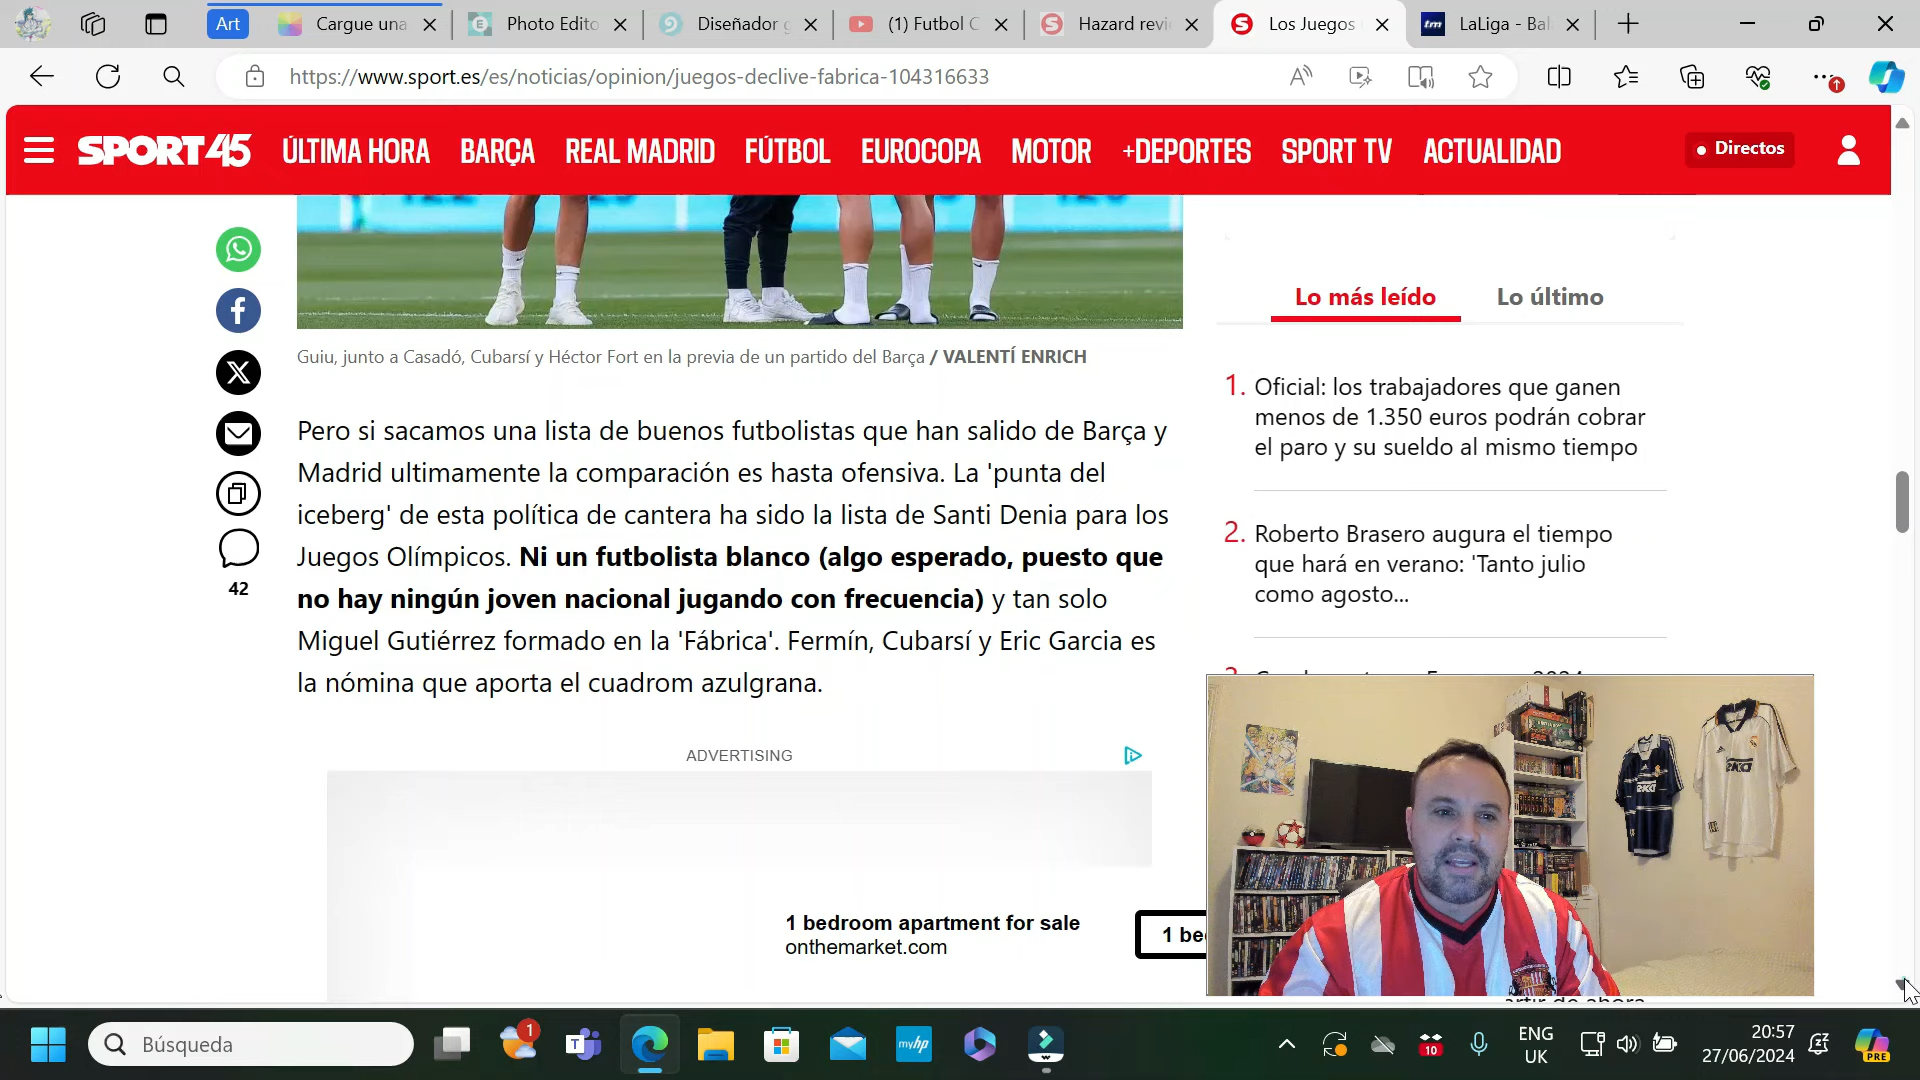 Art
Cargue una
Photo Edito
Diseñador g
(1) Futbol C
Hazard revi
Los Juegos
LaLiga - Bal
https://www.sport.es/es/noticias/opinion/juegos-declive-fabrica-104316633
SPORT 45
ÚLTIMA HORA
BARÇA
REAL MADRID
FÚTBOL
EUROCOPA
MOTOR
+DEPORTES
SPORT TV
ACTUALIDAD
Directos
Guiu, junto a Casadó, Cubarsí y Héctor Fort en la previa de un partido del Barça / VALENTÍ ENRICH
Pero si sacamos una lista de buenos futbolistas que han salido de Barça y
Madrid ultimamente la comparación es hasta ofensiva. La 'punta del
iceberg' de esta política de cantera ha sido la lista de Santi Denia para los
Juegos Olímpicos. Ni un futbolista blanco (algo esperado, puesto que
no hay ningún joven nacional jugando con frecuencia) y tan solo
Miguel Gutiérrez formado en la 'Fábrica'. Fermín, Cubarsí y Eric Garcia es
la nómina que aporta el cuadrom azulgrana.
42
ADVERTISING
1 bedroom apartment for sale
onthemarket.com
1 be
Lo más leído
Lo último
1. Oficial: los trabajadores que ganen
menos de 1.350 euros podrán cobrar
el paro y su sueldo al mismo tiempo
2. Roberto Brasero augura el tiempo
que hará en verano: 'Tanto julio
como agosto...
Búsqueda
1
myhp
10
ENG
UK
20:57
27/06/2024
PRE